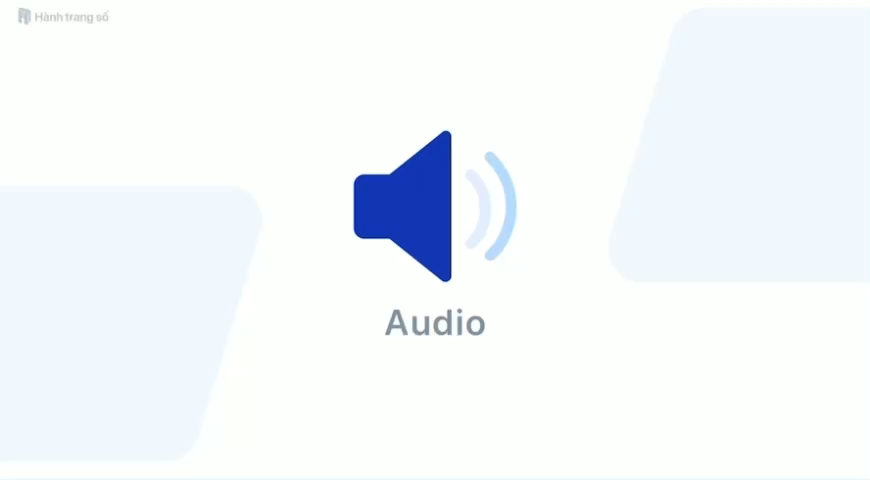 Hành trang số
Audio